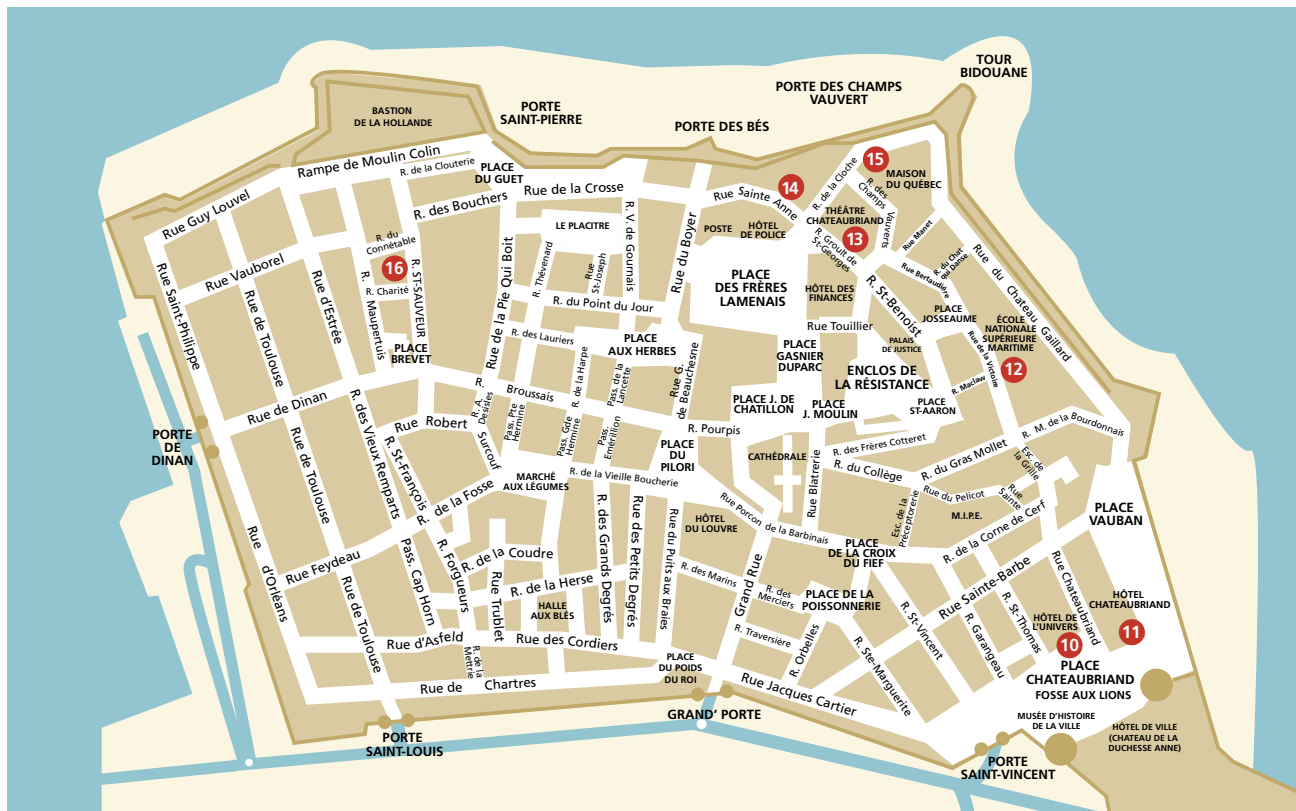 TOUR
BIDOUANE
PORTE DES CHAMPS
VAUVERT
PORTE
SAINT-PIERRE
PORTE DES BÉS
BASTION
DE LA HOLLANDE
Rampe de Moulin Colin
R. de la Clouterie
PLACE
DU GUET
Rue de la Crosse
R. des Bouchers
Rue Guy Louvel
Rue Vauborel
Rue Saint-Philippe
Rue de Toulouse
Rue d'Estrée
R. du
Connétable
16
R. Charité
R. Maupertuis
R. ST-SAUVEUR
PLACE
BREVET
Rue de la Pie Qui Boit
LE PLACITRE
R. Thévenard
Rue
St-Joseph
R. V. de Gournais
R. du Point du Jour
Rue du Boyer
R. des Lauriers
PLACE
AUX HERBES
R. de la Harpe
Pass. de la
Lancette
Rue G.
de Beauchesne
15
14
MAISON
DU QUÉBEC
R. de la Cloche
R. des
Champs
Vauverts
Rue Sainte Anne
POSTE
HÔTEL
DE POLICE
THÉÂTRE
CHATEAUBRIAND
13
R. Groult de
St-Georges
Rue Manet
R. du Chat
qui Danse
Rue Bertaudière
Rue du Chateau Gaillard
PLACE
DES FRÈRES
LAMENAIS
HÔTEL DES
FINANCES
R. St-Benoist
PLACE
JOSSEAUME
ÉCOLE
NATIONALE
SUPÉRIEURE
MARITIME
12
Rue Touillier
PALAIS
DE JUSTICE
Rue de la Victoire
PLACE
GASNIER
DUPARC
ENCLOS DE
LA RÉSISTANCE
R. Maclaw
PLACE
ST-AARON
PLACE J. DE
CHATILLON
PLACE
J. MOULIN
R. Pourpis
R. Broussais
Rue de Dinan
PORTE
DE
DINAN
R. des Vieux Remparts
Rue de Toulouse
Rue Robert
R. St-François
Surcouf
R. A.
Desisles
Pass. Pte
Hermine
Pass. Gde
Hermine
Pass.
Emérillion
PLACE
DU
PILORI
CATHÉDRALE
Rue Blatrerie
R. des Frères Cotteret
R. du Collège
R. du Gras Mollet
R. M. de la Bourdonnais
Esc. de
la Grille
Rue
Sainte
Rue du Pelicot
Esc. de la
Préceptorerie
M.I.P.E.
R. de la Corne de Cerf
PLACE
VAUBAN
MARCHÉ
AUX LÉGUMES
R. de la Vieille Boucherie
R. de la Fosse
R. des Grands Degrés
Rue des Petits Degrés
Rue du Puits aux Braies
HÔTEL
DU LOUVRE
Rue Porcon de la Barbinais
PLACE
DE LA CROIX
DU FIEF
Rue Feydeau
Rue d'Orléans
Rue de Toulouse
Pass. Cap Horn
R. Forgueurs
R. de la Coudre
R. de la Herse
Rue Trublet
HALLE
AUX BLÉS
Rue d'Asfeld
Rue des Cordiers
R. de la
Mettrie
Rue de Chartres
R. des Marins
Grand Rue
R. des
Merciers
R. Traversière
R. Orbelles
PLACE DE LA
POISSONNERIE
Rue Sainte-Barbe
R. St-Vincent
R. Ste-Marguerite
R. Garangeau
R. St-Thomas
Rue Chateaubriand
HÔTEL DE
L'UNIVERS
10
HÔTEL
CHATEAUBRIAND
11
PLACE
CHATEAUBRIAND
FOSSE AUX LIONS
PLACE
DU POIDS
DU ROI
Rue Jacques Cartier
GRAND' PORTE
PORTE
SAINT-LOUIS
MUSÉE D'HISTOIRE
DE LA VILLE
HÔTEL DE VILLE
(CHATEAU DE LA
DUCHESSE ANNE)
PORTE
SAINT-VINCENT